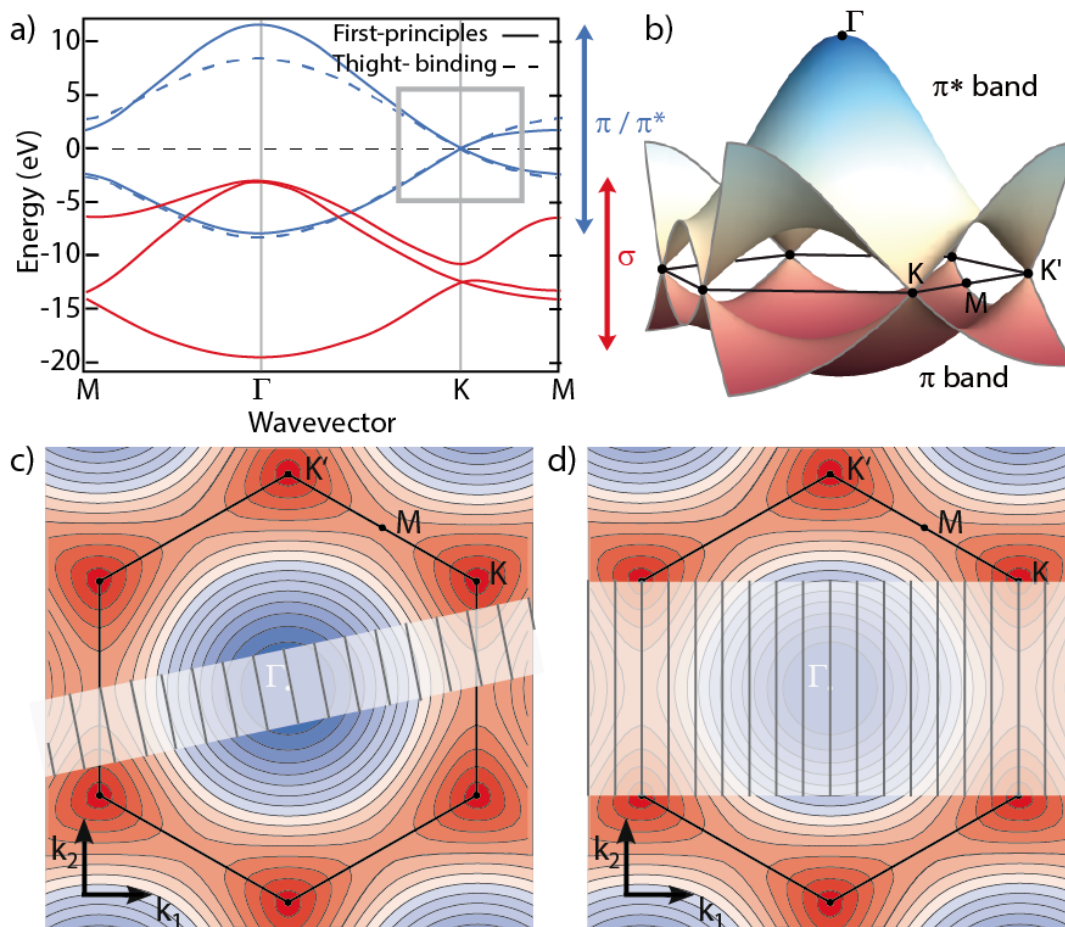 a)
First-principles
Thight- binding
10
5
0
-5
-10
-15
-20
Energy (eV)
M
Γ
K
M
Wavevector
π / π*
σ
b)
Γ
π* band
K
K'
M
π band
c)
K'
M
K
Γ
k2
k1
d)
K'
M
K
Γ
k2
k1